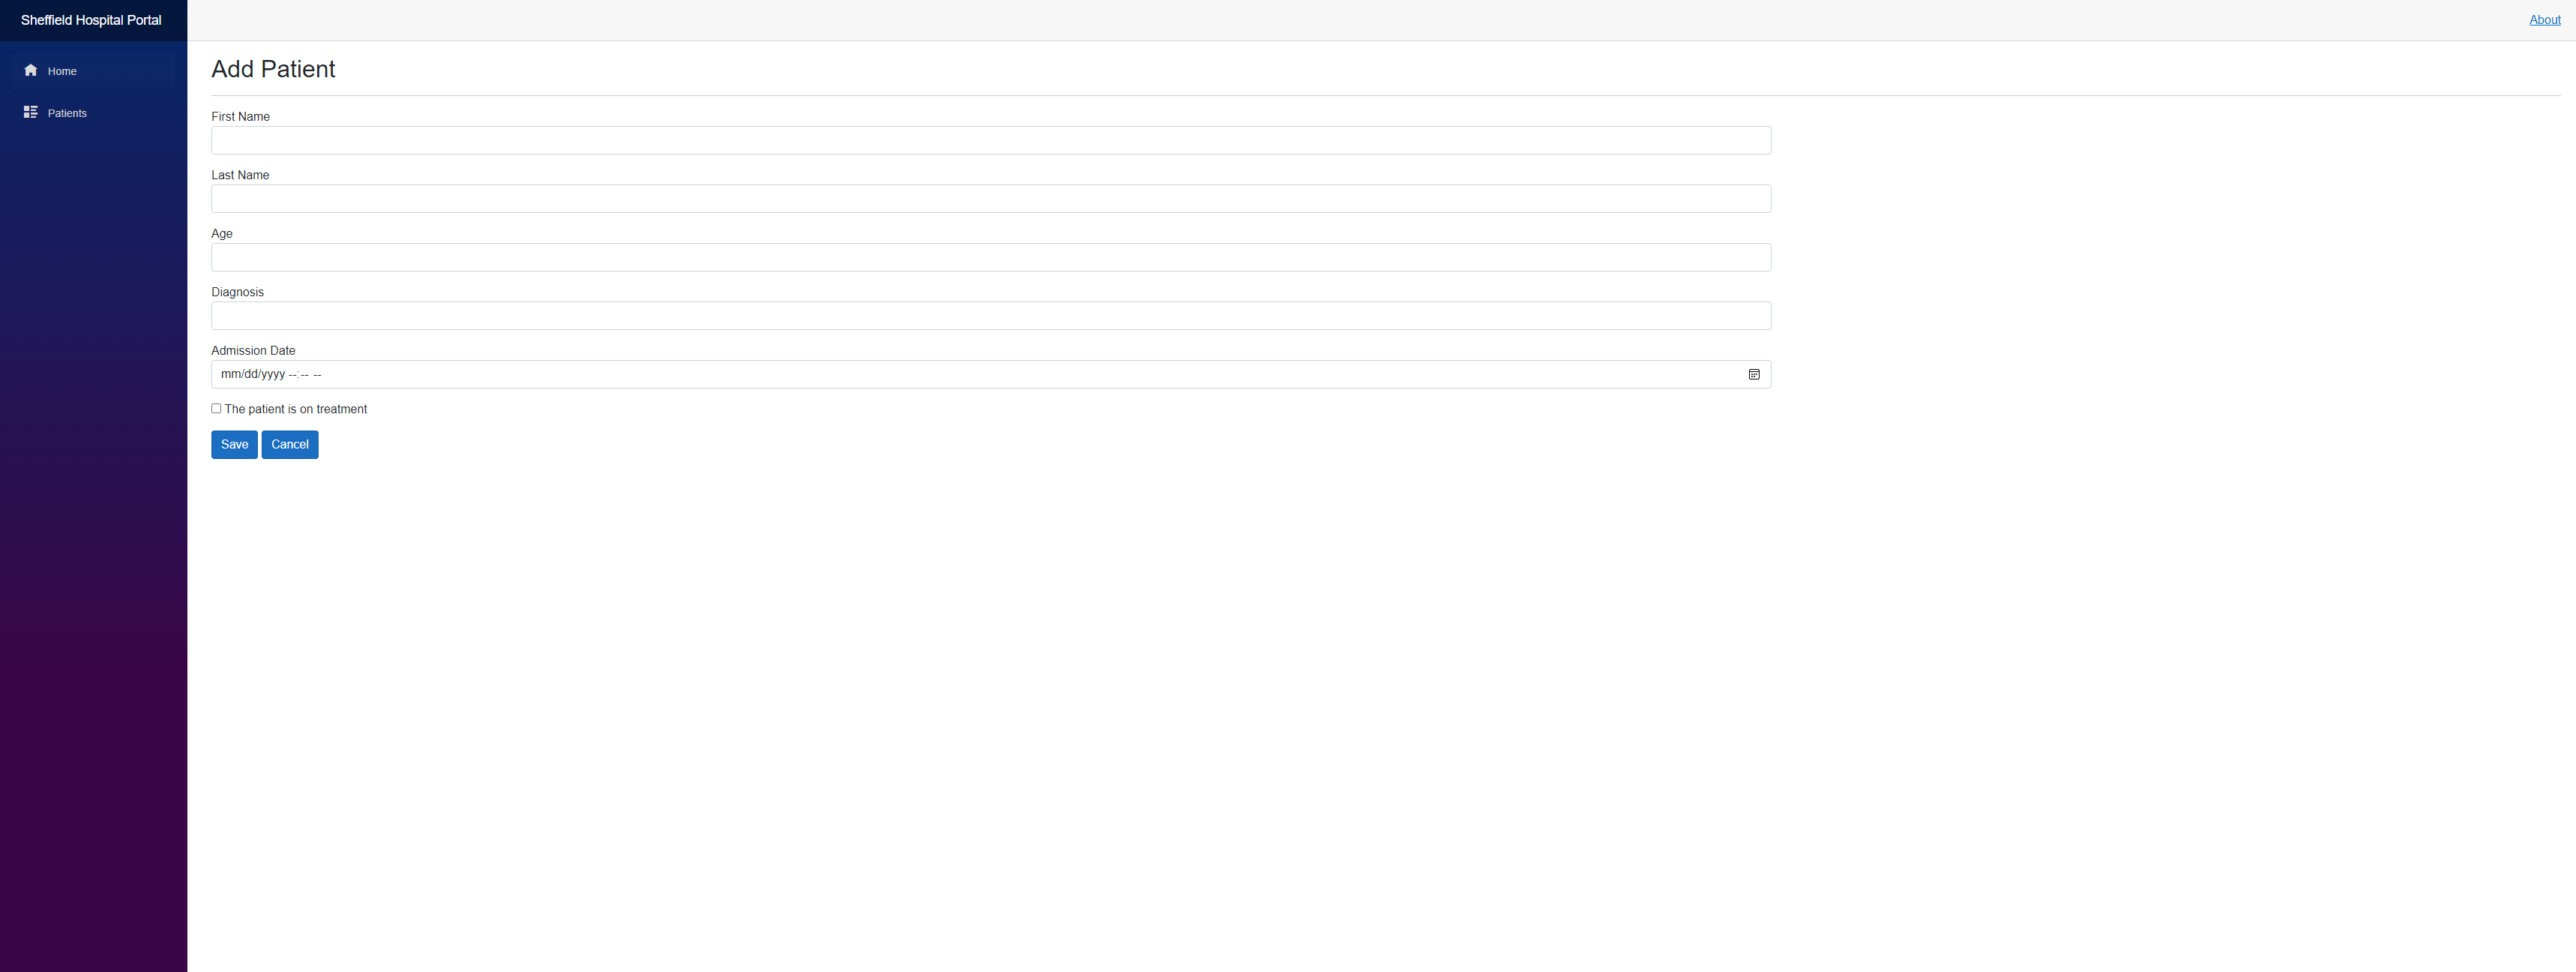 Sheffield Hospital Portal
About
Home
Patients
Add Patient
First Name
Last Name
Age
Diagnosis
Admission Date
mm/dd/yyyy --:-- --
The patient is on treatment
Save
Cancel